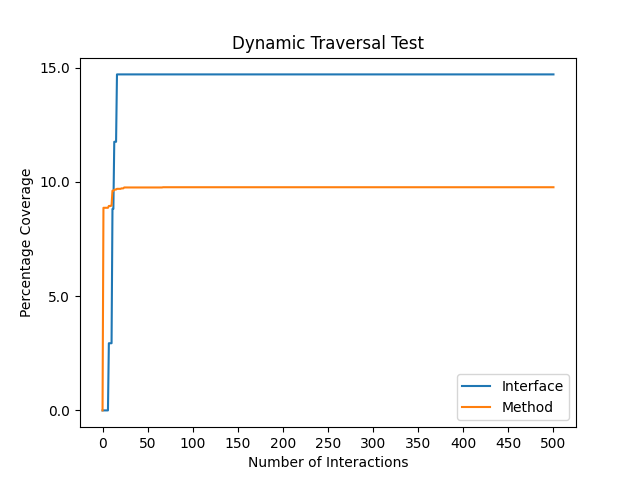 Dynamic Traversal Test
Percentage Coverage
15.0
10.0
5.0
0.0
0 50 100 150 200 250 300 350 400 450 500
Number of Interactions
Interface
Method